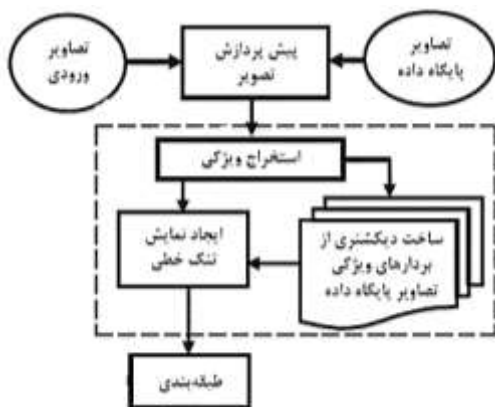 تصاویر
ورودی
پیش پردازش
تصویر
تصاویر
پایگاه داده
استخراج ویژگی
ایجاد نمایش
تنک خطی
ساخت دیکشنری از
بردارهای ویژگی
تصاویر پایگاه داده
طبقه‌بندی